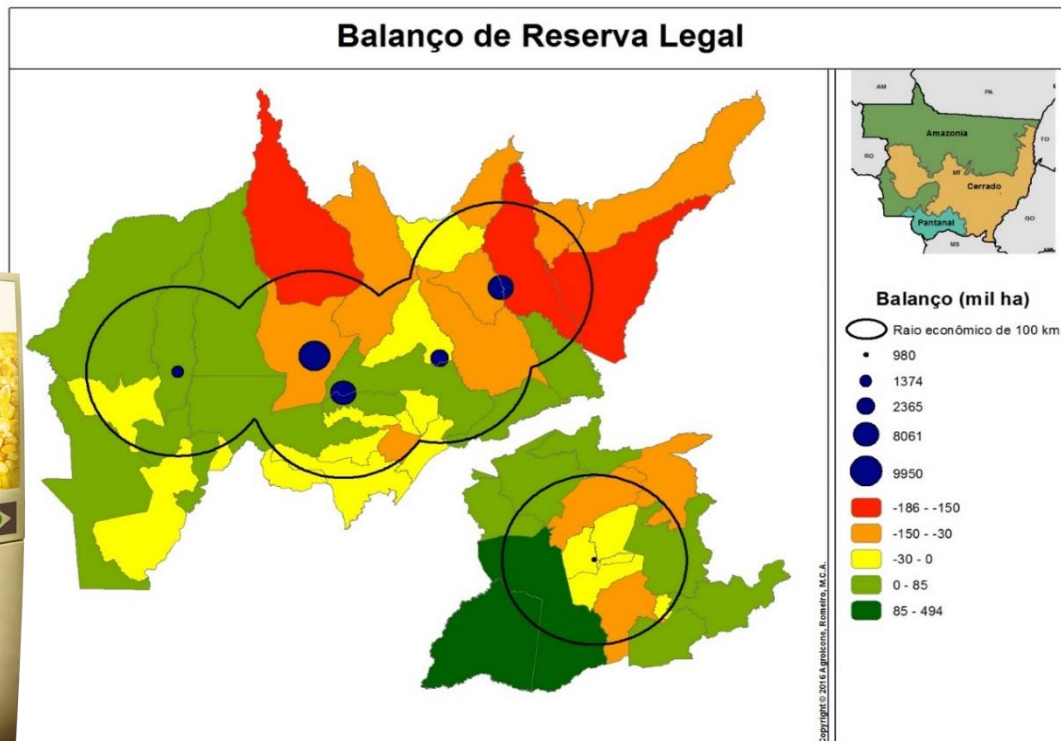 Balanço de Reserva Legal
AM
PA
Amazonia
RO
TO
MT
Cerrado
Pantanal
GO
MS
Balanço (mil ha)
Raio econômico de 100 km
980
1374
2365
8061
9950
-186 - -150
-150 - -30
-30 - 0
0 - 85
85 - 494
Copyright © 2016 Agroicone, Romeiro, M.C.A.